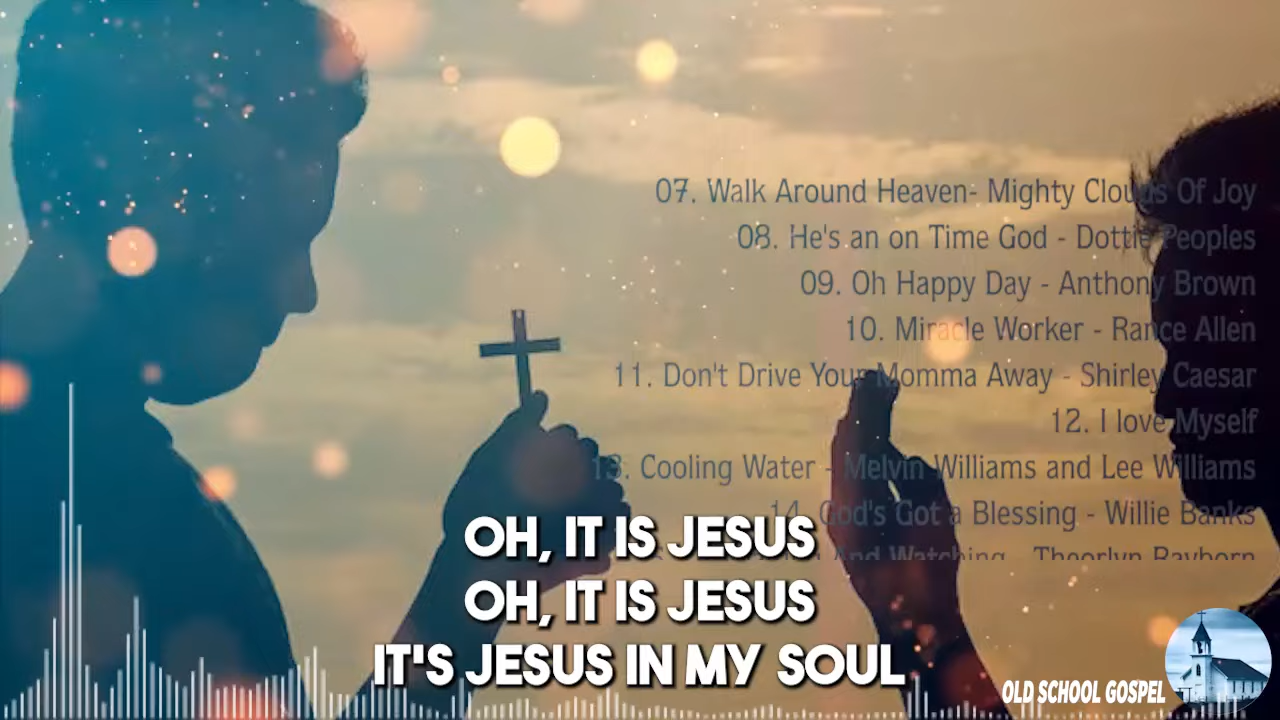 07. Walk Around Heaven- Mighty Clouds Of Joy
08. He's an on Time God - Dottie Peoples
09. Oh Happy Day - Anthony Brown
10. Miracle Worker - Rance Allen
11. Don't Drive Your Momma Away - Shirley Caesar
12. I love Myself
13. Cooling Water - Melvin Williams and Lee Williams
14. God's Got a Blessing - Willie Banks
And Watching - Theorlyn Rayborn
OH, IT IS JESUS
OH, IT IS JESUS
IT'S JESUS IN MY SOUL
OLD SCHOOL GOSPEL